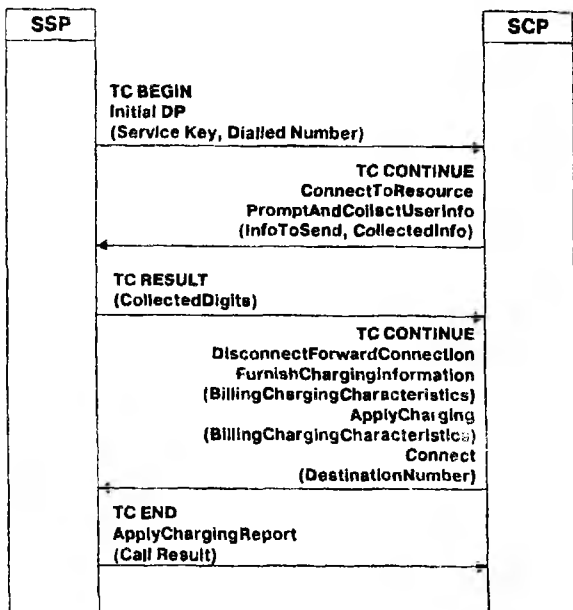 SSP
SCP
TC BEGIN
Initial DP
(Service Key, Dialled Number)
TC CONTINUE
ConnectToResource
PromptAndCollectUserInfo
(InfoToSend, CollectedInfo)
TC RESULT
(CollectedDigits)
TC CONTINUE
DisconnectForwardConnection
FurnishChargingInformation
(BillingChargingCharacteristics)
ApplyCharging
(BillingChargingCharacteristics)
Connect
(DestinationNumber)
TC END
ApplyChargingReport
(Call Result)